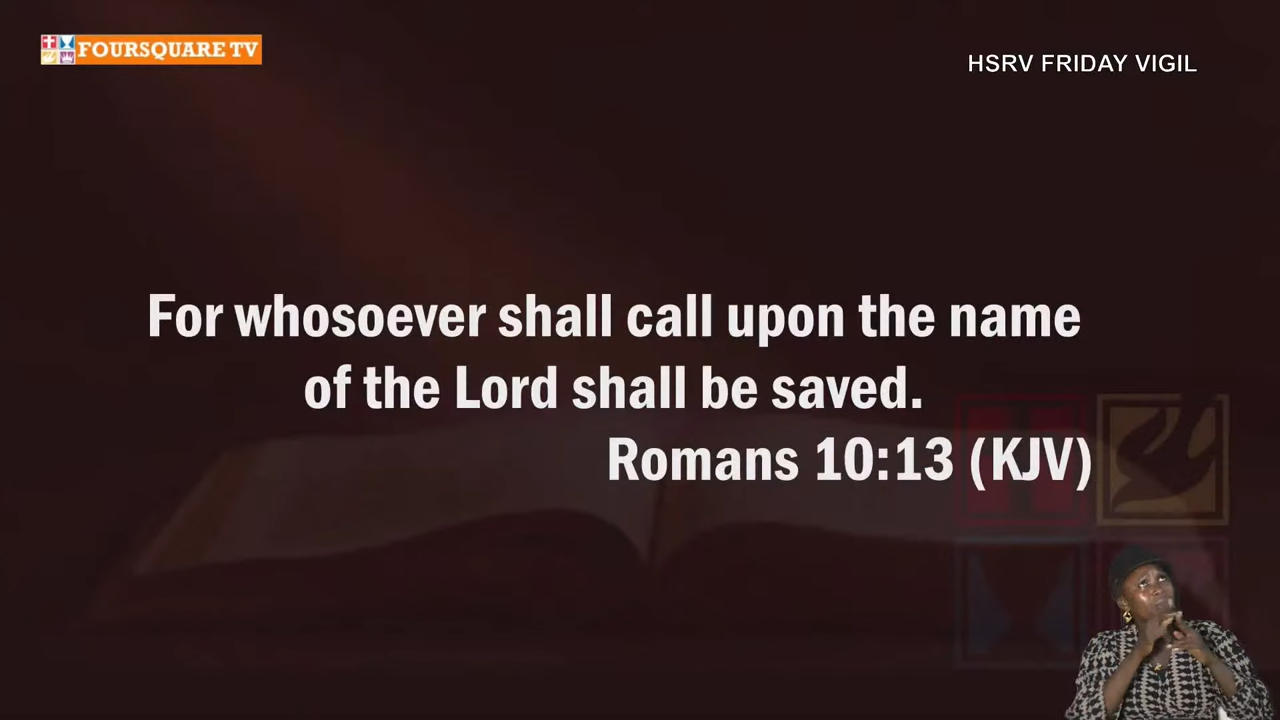 FOURSQUARE TV
HSRV FRIDAY VIGIL
For whosoever shall call upon the name
of the Lord shall be saved.
Romans 10:13 (KJV)